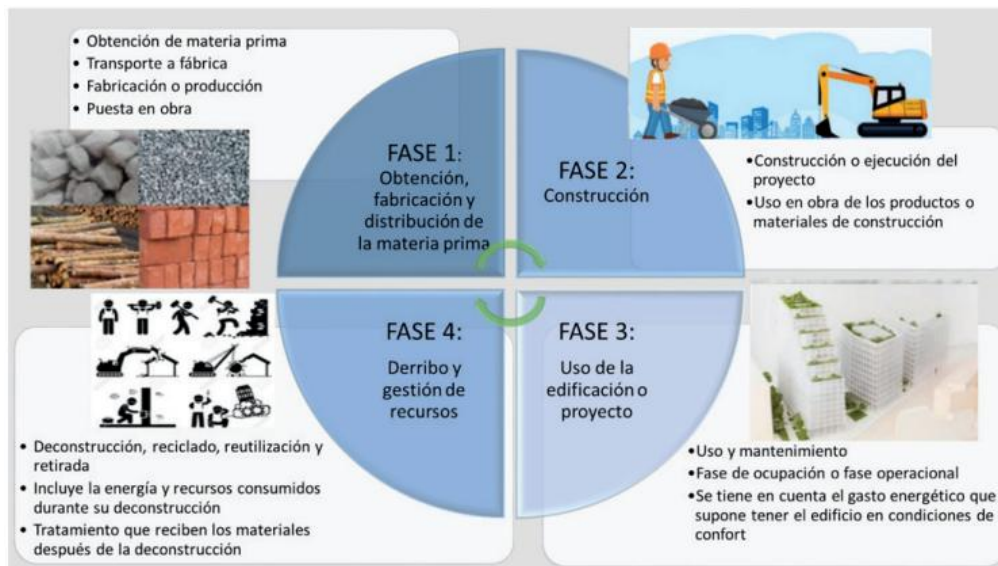 • Obtención de materia prima
• Transporte a fábrica
• Fabricación o producción
• Puesta en obra
FASE 1:
Obtención,
fabricación y
distribución de
la materia prima
FASE 2:
Construcción
•Construcción o ejecución del
proyecto
•Uso en obra de los productos o
materiales de construcción
FASE 3:
Uso de la
edificación o
proyecto
•Uso y mantenimiento
•Fase de ocupación o fase operacional
•Se tiene en cuenta el gasto energético que
supone tener el edificio en condiciones de
confort
FASE 4:
Derribo y
gestión de
recursos
• Deconstrucción, reciclado, reutilización y
retirada
• Incluye la energía y recursos consumidos
durante su deconstrucción
• Tratamiento que reciben los materiales
después de la deconstrucción